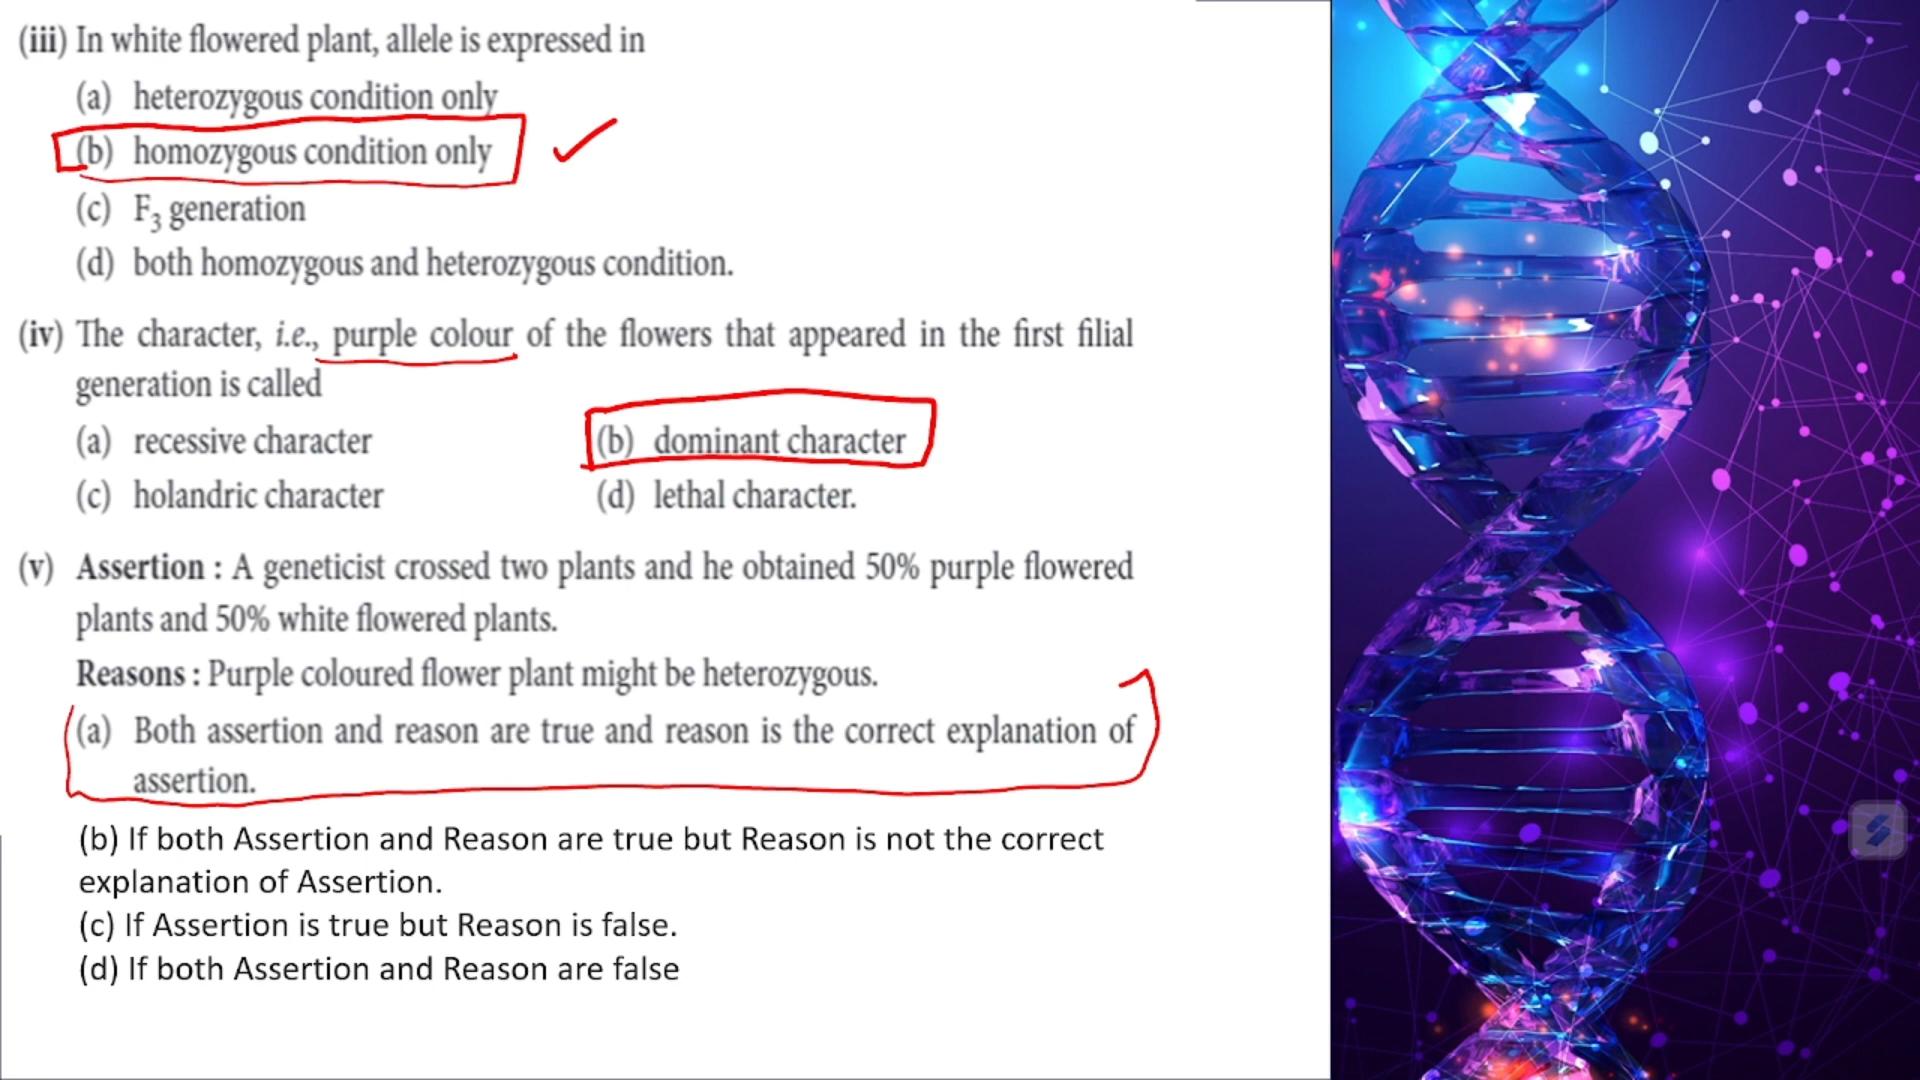 (iii) In white flowered plant, allele is expressed in
(a) heterozygous condition only
(b) homozygous condition only
(c) F₃ generation
(d) both homozygous and heterozygous condition.
(iv) The character, i.e., purple colour of the flowers that appeared in the first filial
generation is called
(a) recessive character (b) dominant character
(c) holandric character (d) lethal character.
(v) Assertion : A geneticist crossed two plants and he obtained 50% purple flowered
plants and 50% white flowered plants.
Reasons : Purple coloured flower plant might be heterozygous.
(a) Both assertion and reason are true and reason is the correct explanation of
assertion.
(b) If both Assertion and Reason are true but Reason is not the correct
explanation of Assertion.
(c) If Assertion is true but Reason is false.
(d) If both Assertion and Reason are false